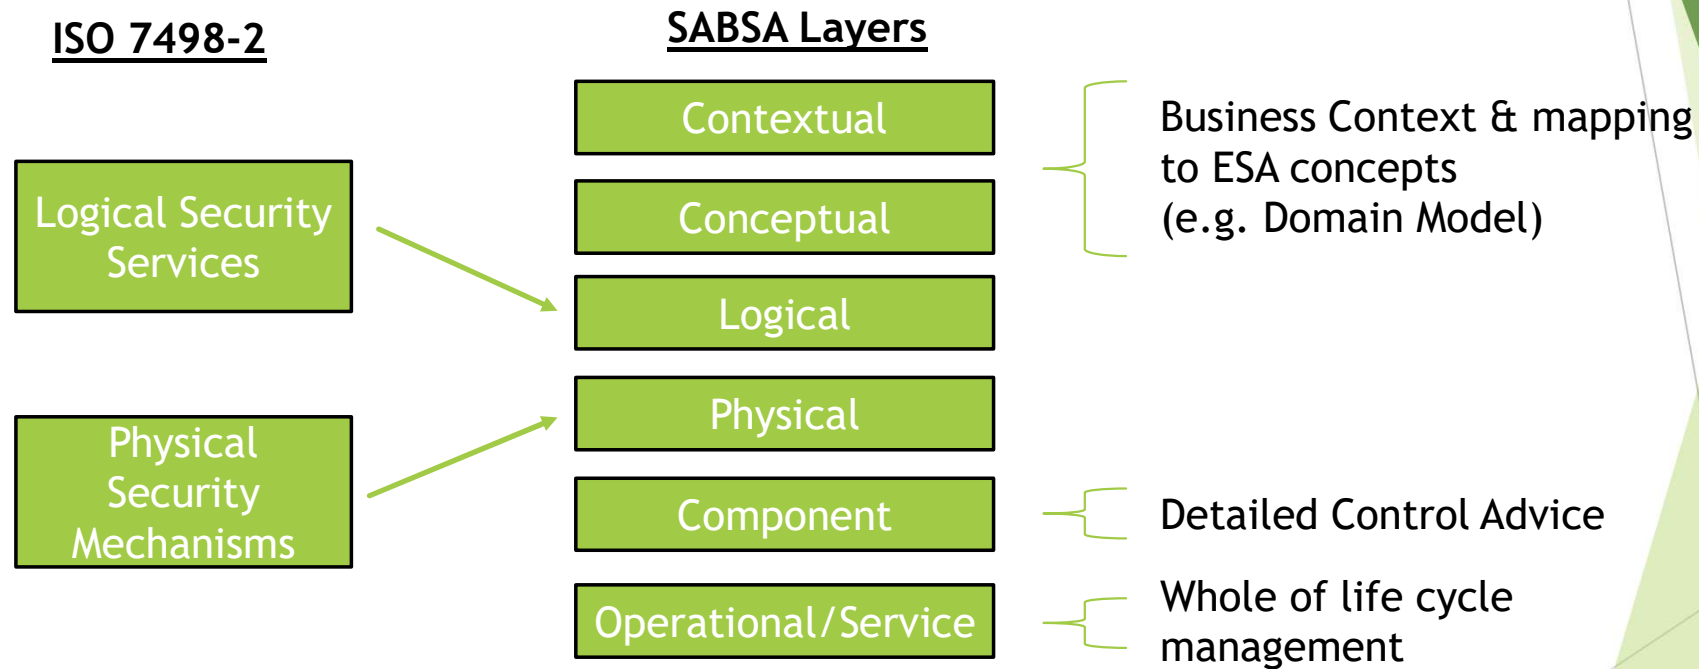 ISO 7498-2
SABSA Layers
Logical Security
Services
Physical
Security
Mechanisms
Contextual
Conceptual
Logical
Physical
Component
Operational/Service
Business Context & mapping
to ESA concepts
(e.g. Domain Model)
Detailed Control Advice
Whole of life cycle
management